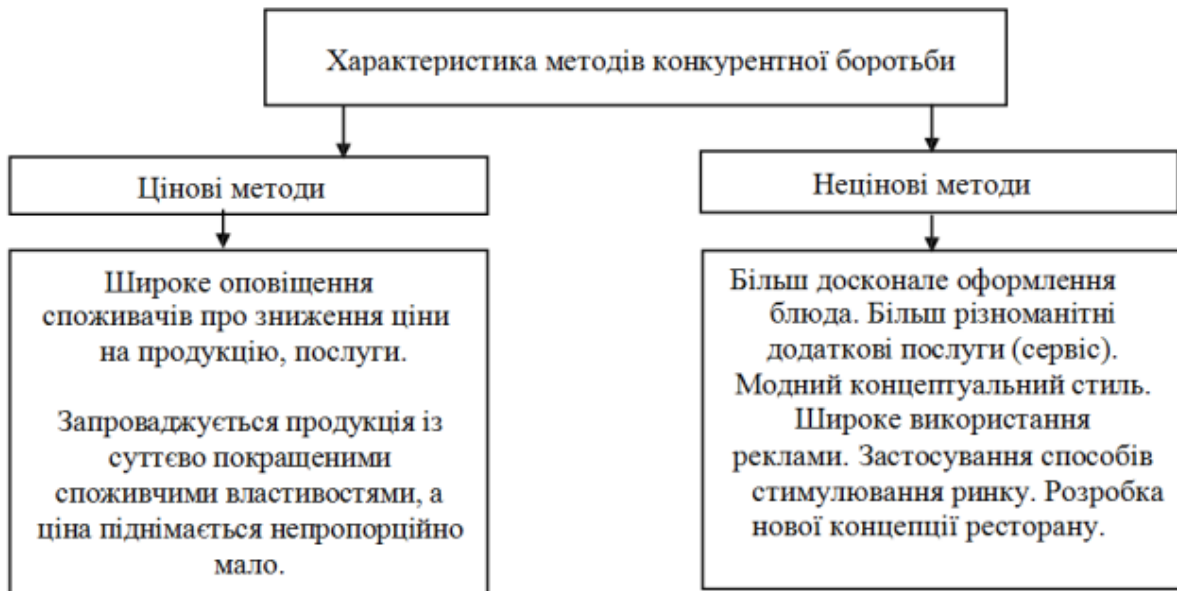 Характеристика методів конкурентної боротьби
Цінові методи
Нецінові методи
Широке оповіщення
споживачів про зниження ціни
на продукцію, послуги.
Запроваджується продукція із
суттєво покращеними
споживчими властивостями, а
ціна піднімається непропорційно
мало.
Більш досконале оформлення
блюда. Більш різноманітні
додаткові послуги (сервіс).
Модний концептуальний стиль.
Широке використання
реклами. Застосування способів
стимулювання ринку. Розробка
нової концепції ресторану.